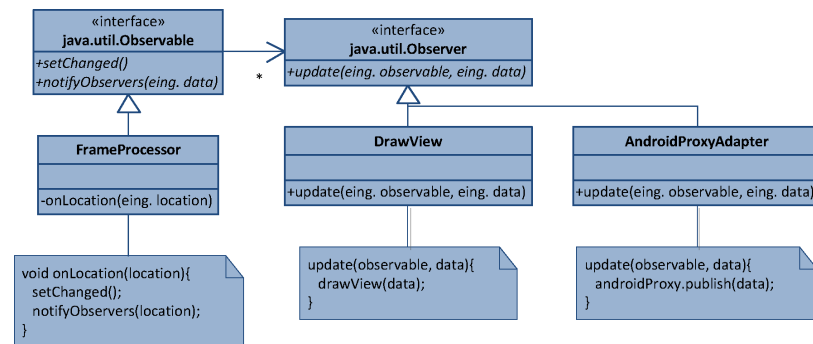 «interface»
java.util.Observable
+setChanged()
+notifyObservers(eing. data)
*
«interface»
java.util.Observer
+update(eing. observable, eing. data)
FrameProcessor
-onLocation(eing. location)
DrawView
+update(eing. observable, eing. data)
AndroidProxyAdapter
+update(eing. observable, eing. data)
void onLocation(location){
setChanged();
notifyObservers(location);
}
update(observable, data){
drawView(data);
}
update(observable, data){
androidProxy.publish(data);
}